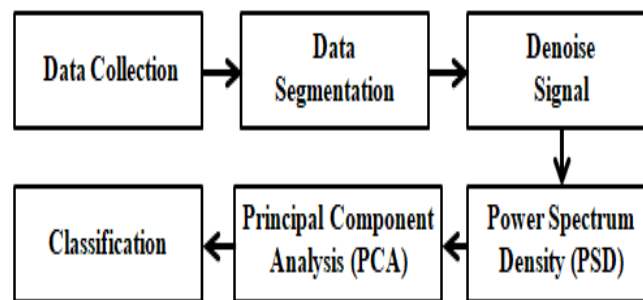 Data Collection
Data
Segmentation
Denoise
Signal
Power Spectrum
Density (PSD)
Principal Component
Analysis (PCA)
Classification